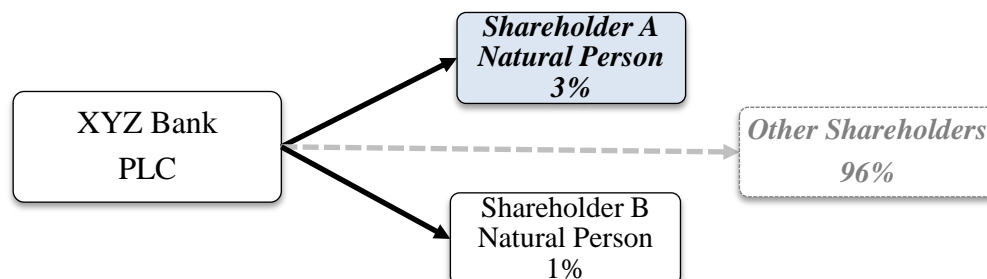 Shareholder A
Natural Person
3%
XYZ Bank
PLC
Other Shareholders
96%
Shareholder B
Natural Person
1%